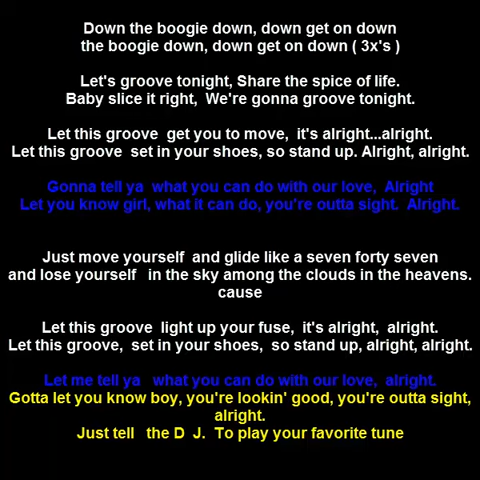 Down the boogie down, down get on down
the boogie down, down get on down ( 3x's )
Let's groove tonight, Share the spice of life.
Baby slice it right,  We're gonna groove tonight.
Let this groove  get you to move,  it's alright...alright.
Let this groove  set in your shoes, so stand up. Alright, alright.
Gonna tell ya  what you can do with our love,  Alright
Let you know girl, what it can do, you're outta sight.  Alright.
Just move yourself  and glide like a seven forty seven
and lose yourself   in the sky among the clouds in the heavens.
cause
Let this groove  light up your fuse,  it's alright,  alright.
Let this groove,  set in your shoes,  so stand up, alright, alright.
Let me tell ya   what you can do with our love,  alright.
Gotta let you know boy, you're lookin' good, you're outta sight,
alright.
Just tell   the D  J.  To play your favorite tune